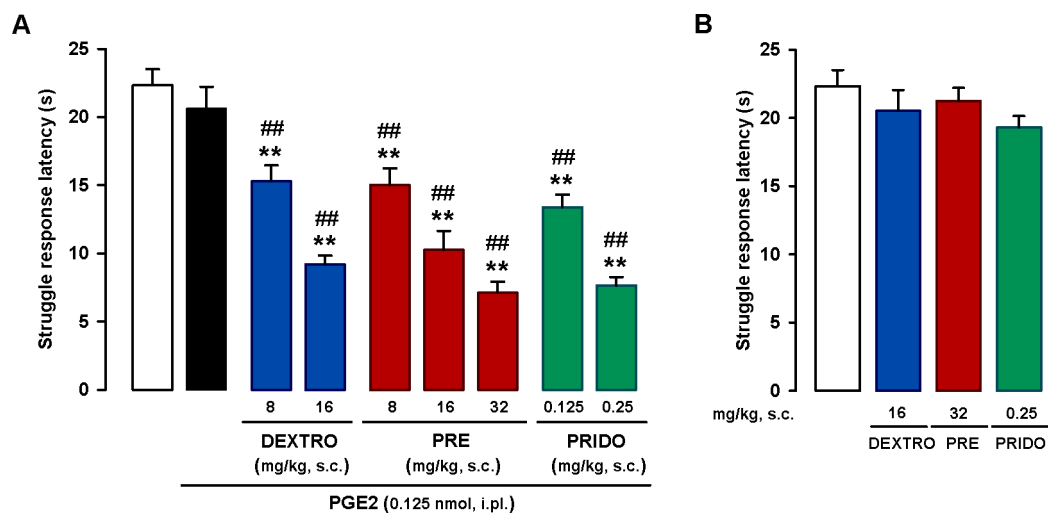 A
B
Struggle response latency (s)
25
20
15
10
5
0
## ## ##
** ** **
## ## ##
** ** **
##
**
8 16 8 16 32 0.125 0.25
DEXTRO PRE PRIDO
(mg/kg, s.c.) (mg/kg, s.c.) (mg/kg, s.c.)
PGE2 (0.125 nmol, i.pl.)
Struggle response latency (s)
25
20
15
10
5
0
mg/kg, s.c. 16 32 0.25
DEXTRO PRE PRIDO